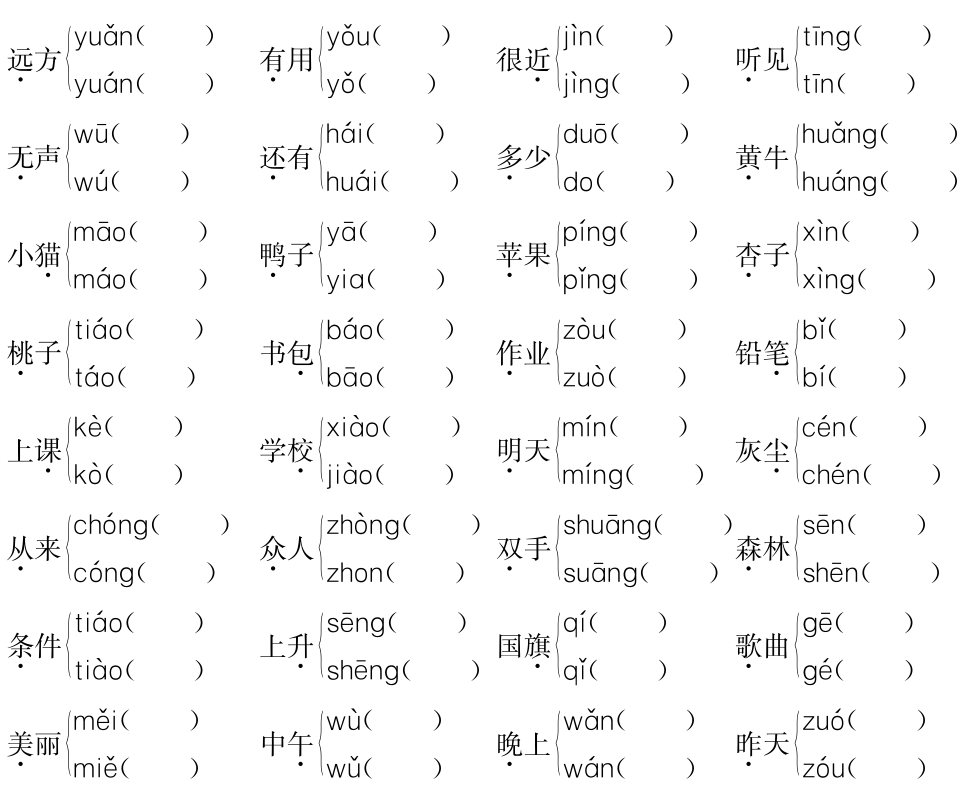 yuǎn( ) yǒu( ) jìn( ) tīng( )
远方 有用 很近 听见
yuán( ) yǒ( ) jìng( ) tīn( )
wū( ) hái( ) duō( ) huǎng( )
无声 还有 多少 黄牛
wú( ) huái( ) do( ) huáng( )
māo( ) yā( ) píng( ) xìn( )
小猫 鸭子 苹果 杏子
máo( ) yia( ) pǐng( ) xìng( )
tiáo( ) báo( ) zòu( ) bǐ( )
桃子 书包 作业 铅笔
táo( ) bāo( ) zuò( ) bí( )
kè( ) xiào( ) mín( ) cén( )
上课 学校 明天 灰尘
kò( ) jiào( ) míng( ) chén( )
chóng( ) zhòng( ) shuāng( ) sēn( )
从来 众人 双手 森林
cóng( ) zhon( ) suāng( ) shēn( )
tiáo( ) sēng( ) qí( ) gē( )
条件 上升 国旗 歌曲
tiào( ) shēng( ) qǐ( ) gé( )
měi( ) wù( ) wǎn( ) zuó( )
美丽 中午 晚上 昨天
miě( ) wǔ( ) wán( ) zóu( )